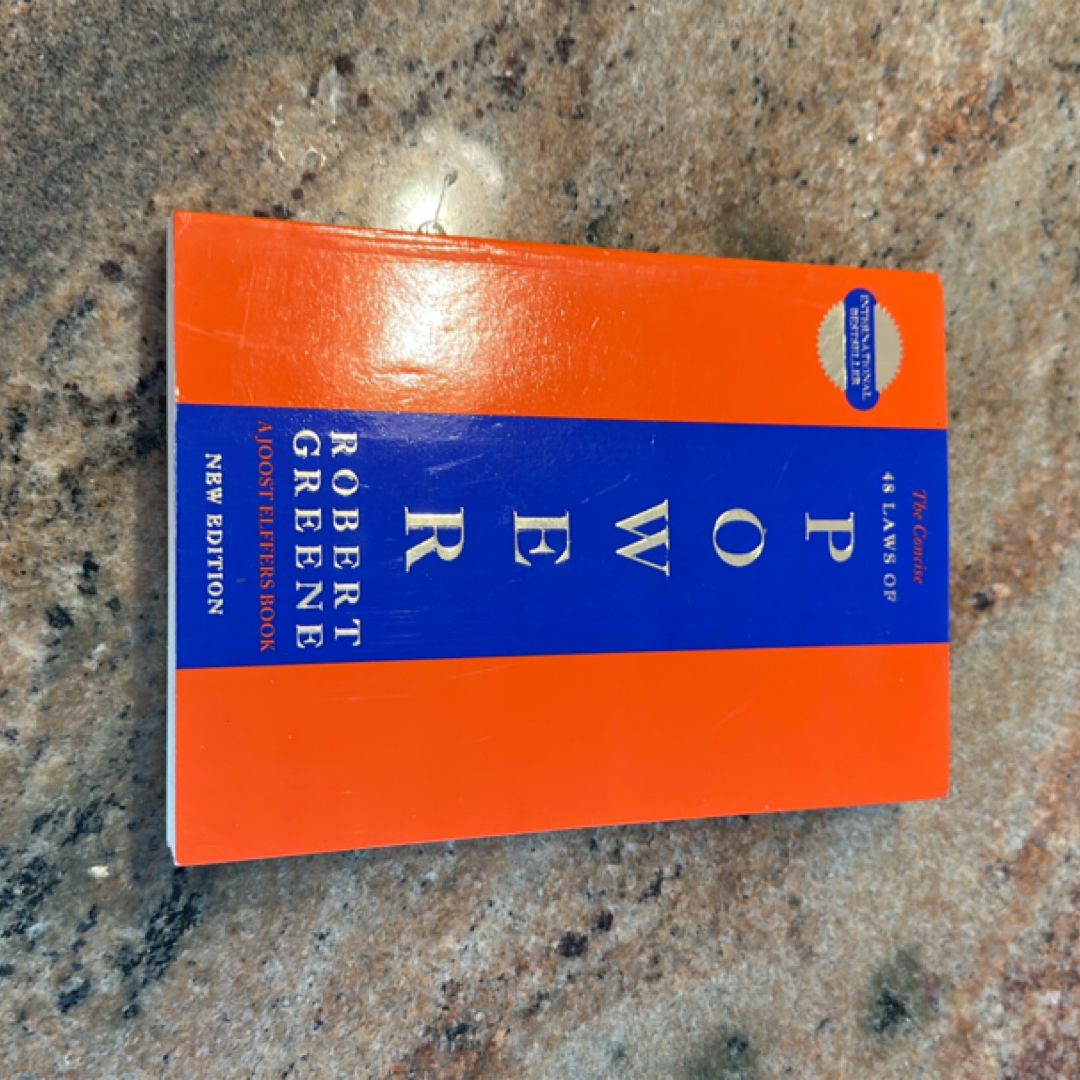 INTERNATIONAL
BESTSELLER
The Concise
48 LAWS OF
P
O
W
E
R
ROBERT
GREENE
A JOOST ELFFERS BOOK
NEW EDITION